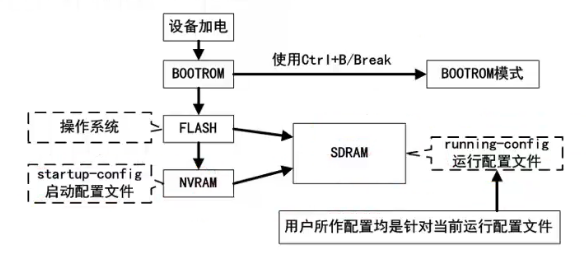 设备加电
使用Ctrl+B/Break
BOOTROM
BOOTROM模式
操作系统
FLASH
SDRAM
running-config
运行配置文件
startup-config
启动配置文件
NVRAM
用户所作配置均是针对当前运行配置文件